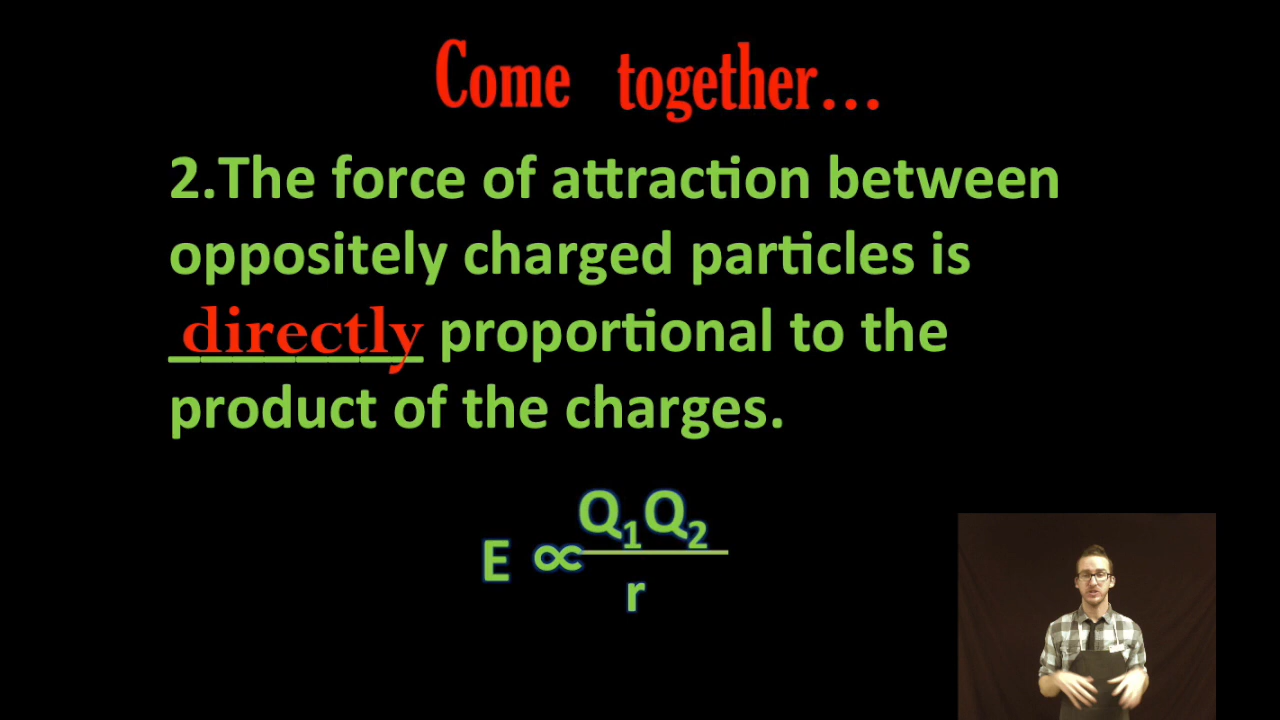 Come together...
2.The force of attraction between
oppositely charged particles is
directly proportional to the
product of the charges.
E ∝ Q₁Q₂
r